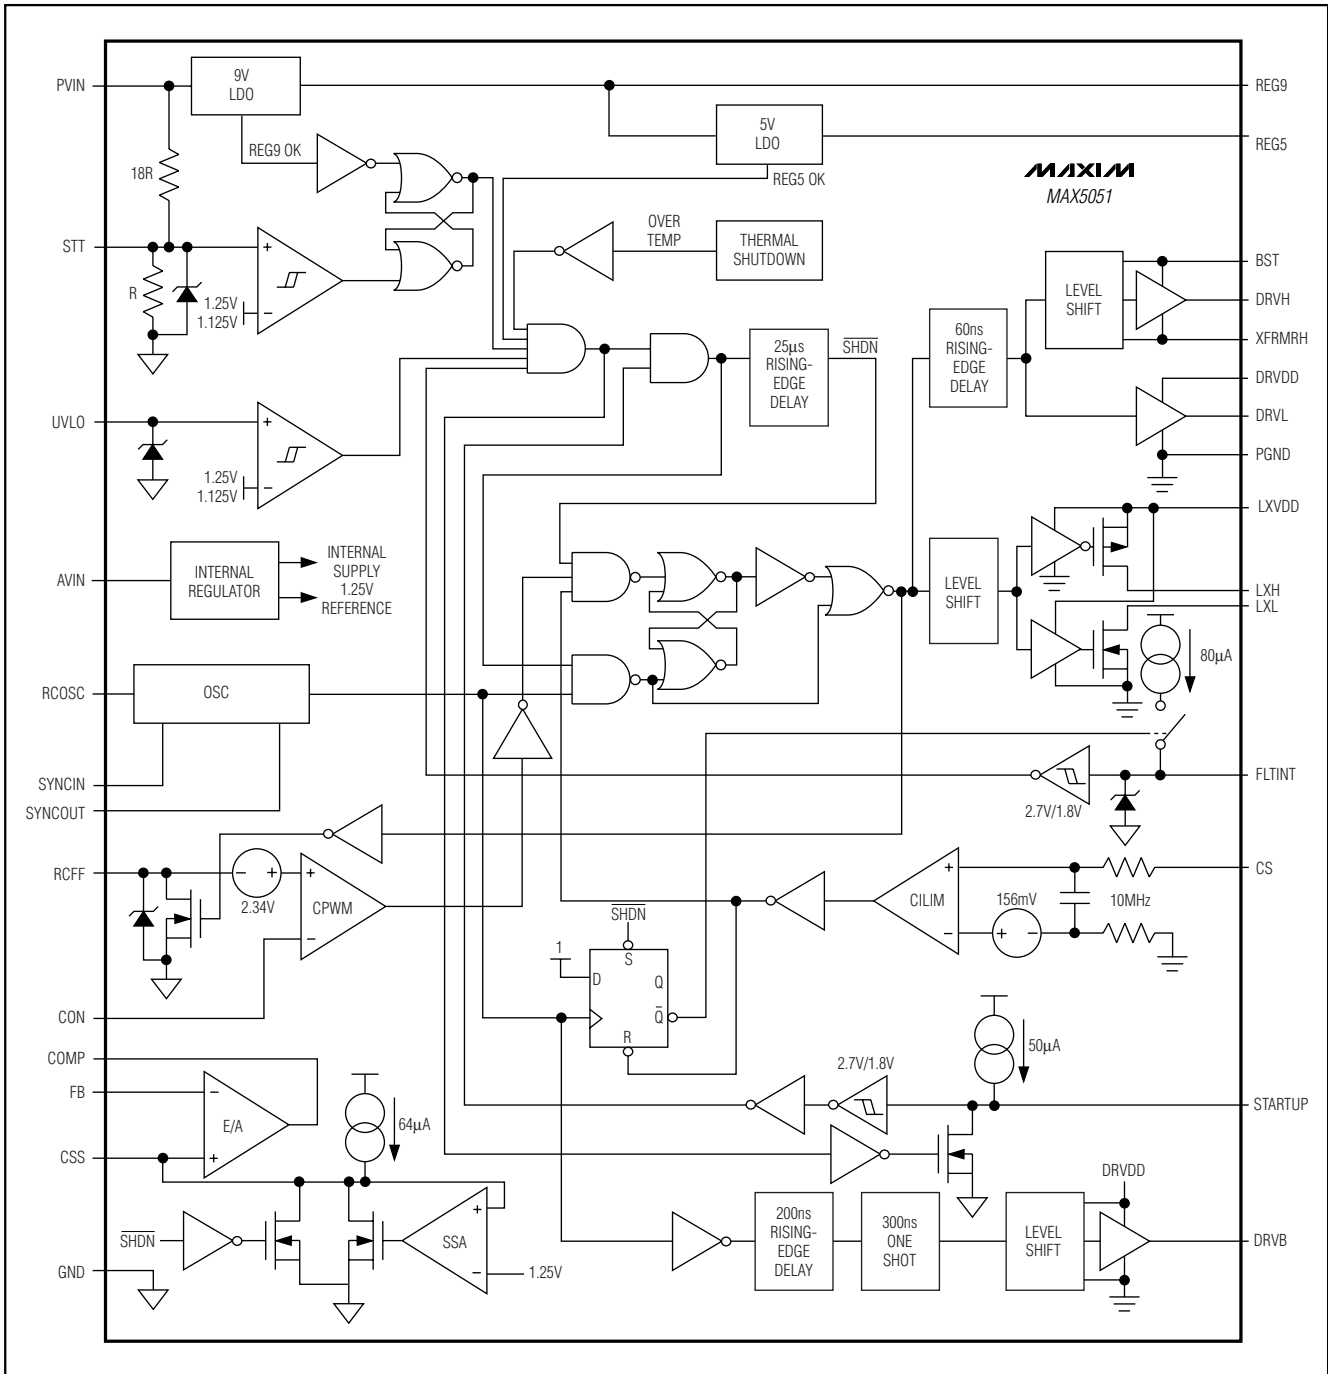 PVIN
9V
LDO
REG9
5V
LDO
REG5
REG9 OK
REG5 OK
18R
MAXIM
MAX5051
STT
+
−
R
1.25V
1.125V
OVER
TEMP
THERMAL
SHUTDOWN
LEVEL
SHIFT
BST
DRVH
XFRMRH
60ns
RISING-
EDGE
DELAY
25µs
RISING-
EDGE
DELAY
S̅H̅D̅N̅
DRVDD
DRVL
PGND
UVLO
+
−
1.25V
1.125V
LXVDD
AVIN
INTERNAL
REGULATOR
INTERNAL
SUPPLY
1.25V
REFERENCE
LEVEL
SHIFT
LXH
LXL
80µA
RCOSC
OSC
SYNCIN
SYNCOUT
FLTINT
2.7V/1.8V
RCFF
−
+
2.34V
+
−
CPWM
CS
+
−
CILIM
156mV
+
−
10MHz
S̅H̅D̅N̅
1
S
D
Q
Q̅
R
CON
COMP
FB
−
E/A
+
CSS
64µA
2.7V/1.8V
50µA
STARTUP
S̅H̅D̅N̅
+
SSA
−
1.25V
GND
200ns
RISING-
EDGE
DELAY
300ns
ONE
SHOT
LEVEL
SHIFT
DRVDD
DRVB